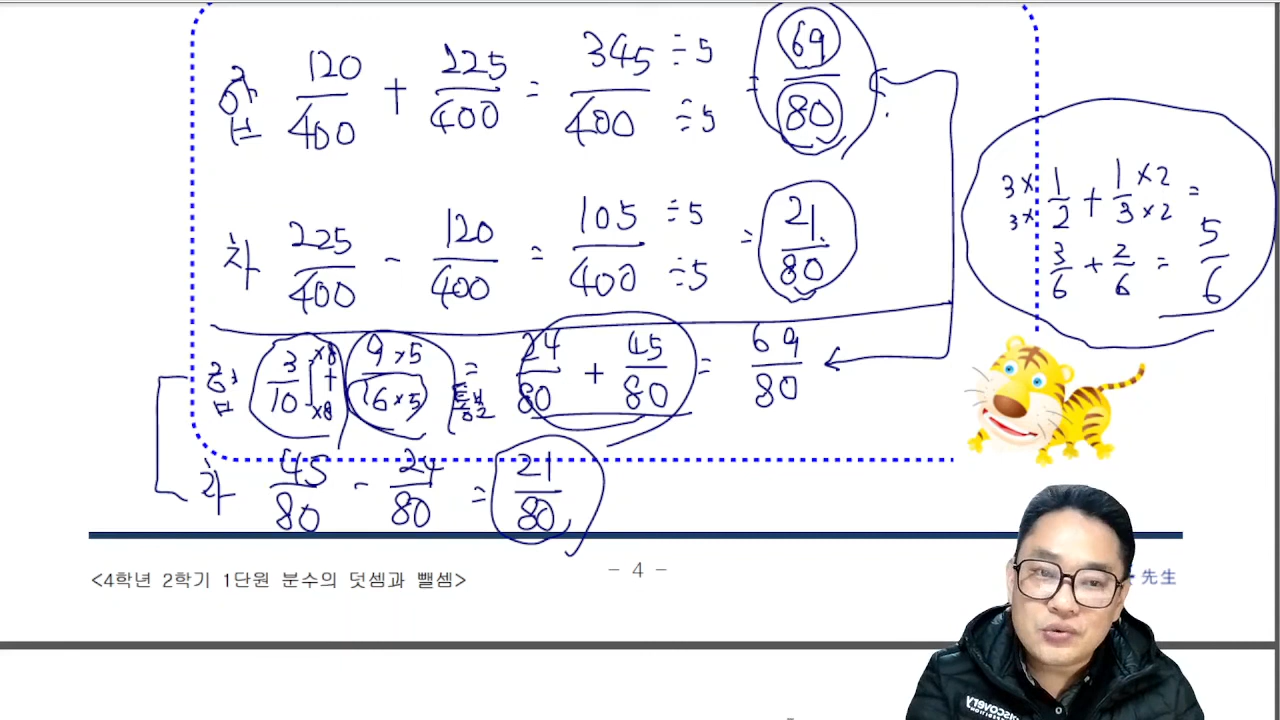 합 120/400 + 225/400 = 345÷5/400÷5 = 69/80
차 225/400 - 120/400 = 105÷5/400÷5 = 21/80
합 3×8/10×8 + 9×5/16×5 통분 = 24/80 + 45/80 = 69/80
차 45/80 - 24/80 = 21/80
3×1/3×2 + 1×2/3×2 =
3/6 + 2/6 = 5/6
<4학년 2학기 1단원 분수의 덧셈과 뺄셈>
- 4 -
先生
discovery